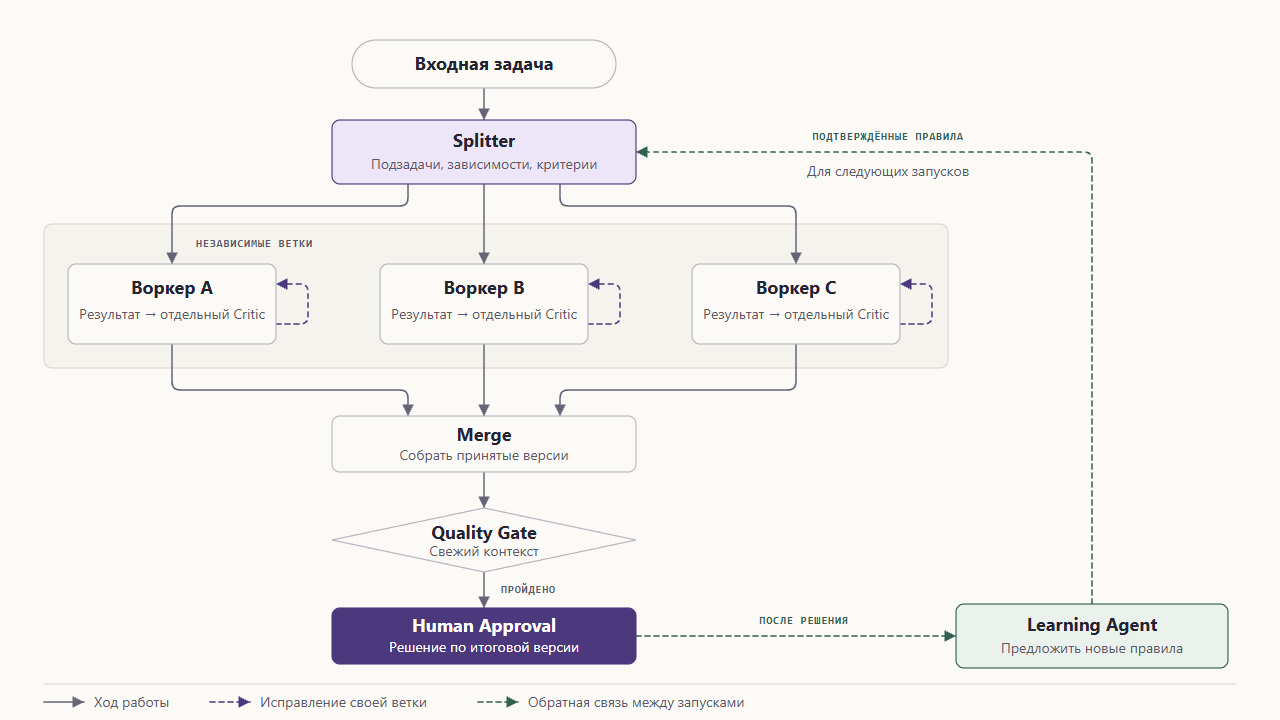 Входная задача
Splitter
Подзадачи, зависимости, критерии
ПОДТВЕРЖДЁННЫЕ ПРАВИЛА
Для следующих запусков
НЕЗАВИСИМЫЕ ВЕТКИ
Воркер A
Результат → отдельный Critic
Воркер B
Результат → отдельный Critic
Воркер C
Результат → отдельный Critic
Merge
Собрать принятые версии
Quality Gate
Свежий контекст
ПРОЙДЕНО
Human Approval
Решение по итоговой версии
ПОСЛЕ РЕШЕНИЯ
Learning Agent
Предложить новые правила
Ход работы
Исправление своей ветки
Обратная связь между запусками